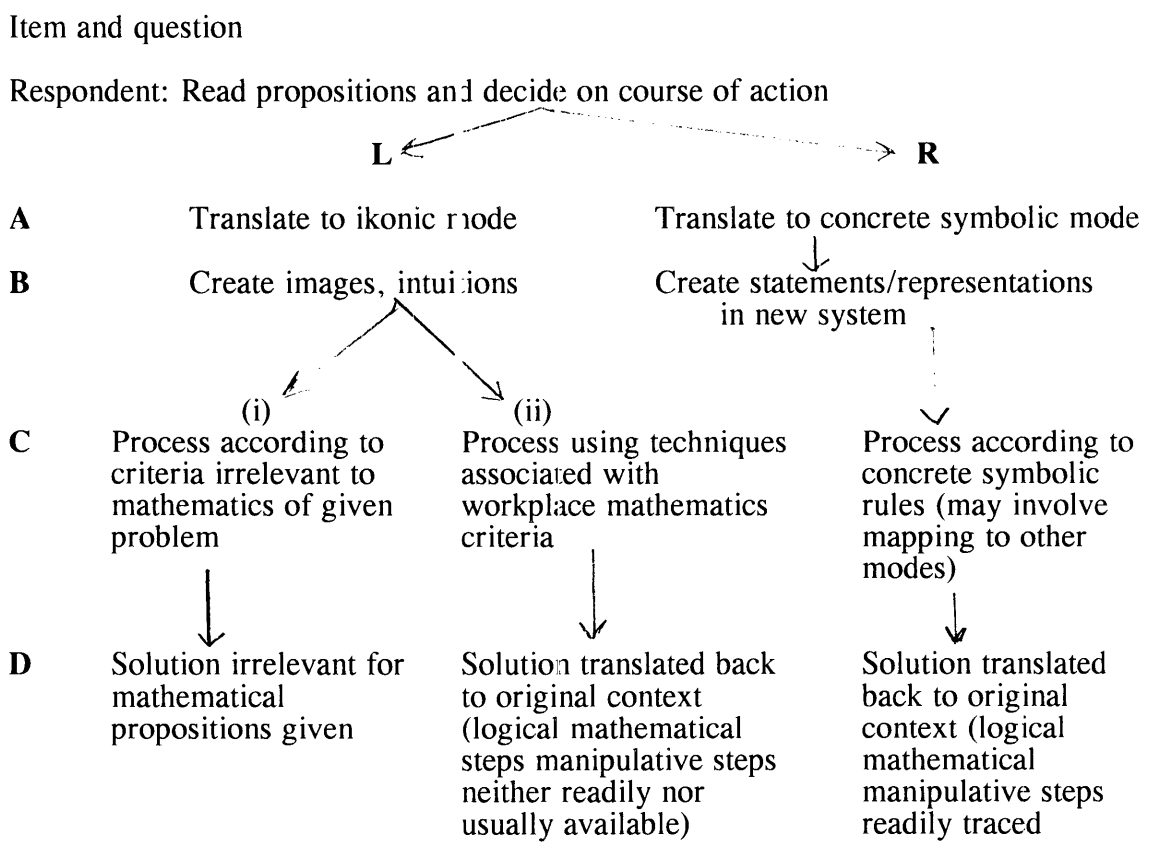 Item and question
Respondent: Read propositions and decide on course of action
L R
A Translate to ikonic mode Translate to concrete symbolic mode
B Create images, intuitions Create statements/representations
in new system
(i) (ii)
C Process according to Process using techniques Process according to
criteria irrelevant to associated with concrete symbolic
mathematics of given workplace mathematics rules (may involve
problem criteria mapping to other
modes)
D Solution irrelevant for Solution translated back Solution translated
mathematical to original context back to original
propositions given (logical mathematical context (logical
steps manipulative steps mathematical
neither readily nor manipulative steps
usually available) readily traced